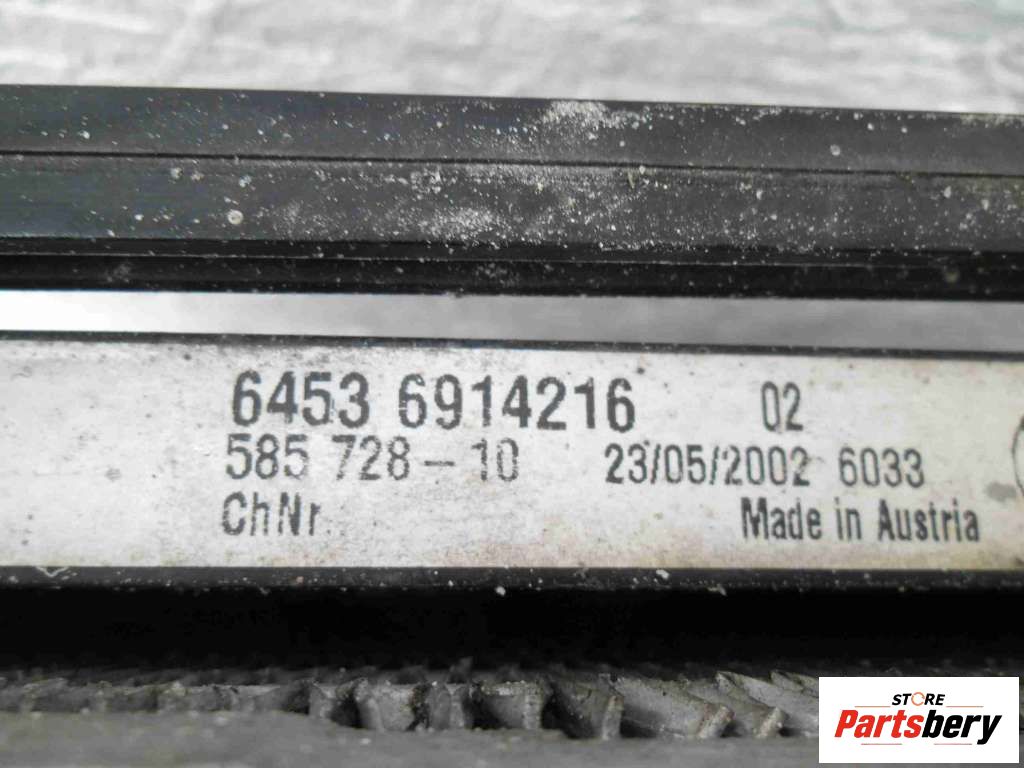 6453 6914216 02
585 728-10 23/05/2002 6033
ChNr.
Made in Austria
STORE
Partsbery